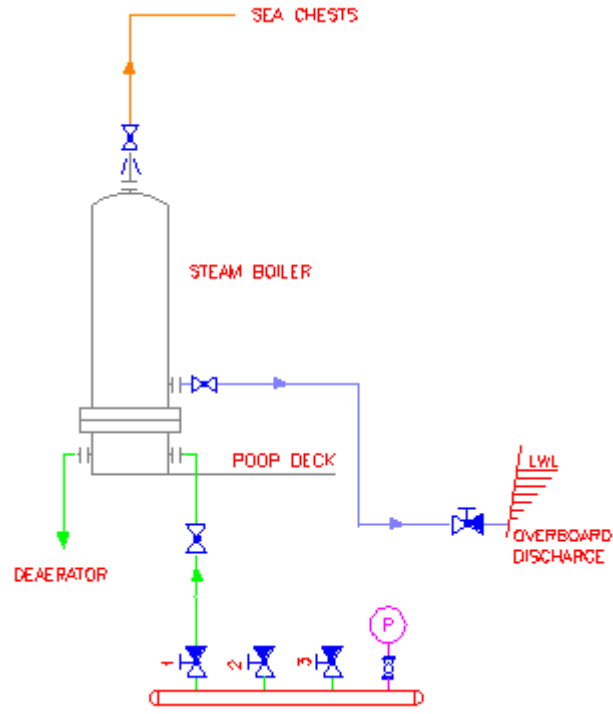 SEA CHESTS
STEAM BOILER
POOP DECK
LWL
OVERBOARD
DISCHARGE
DEAERATOR
P
1
2
3